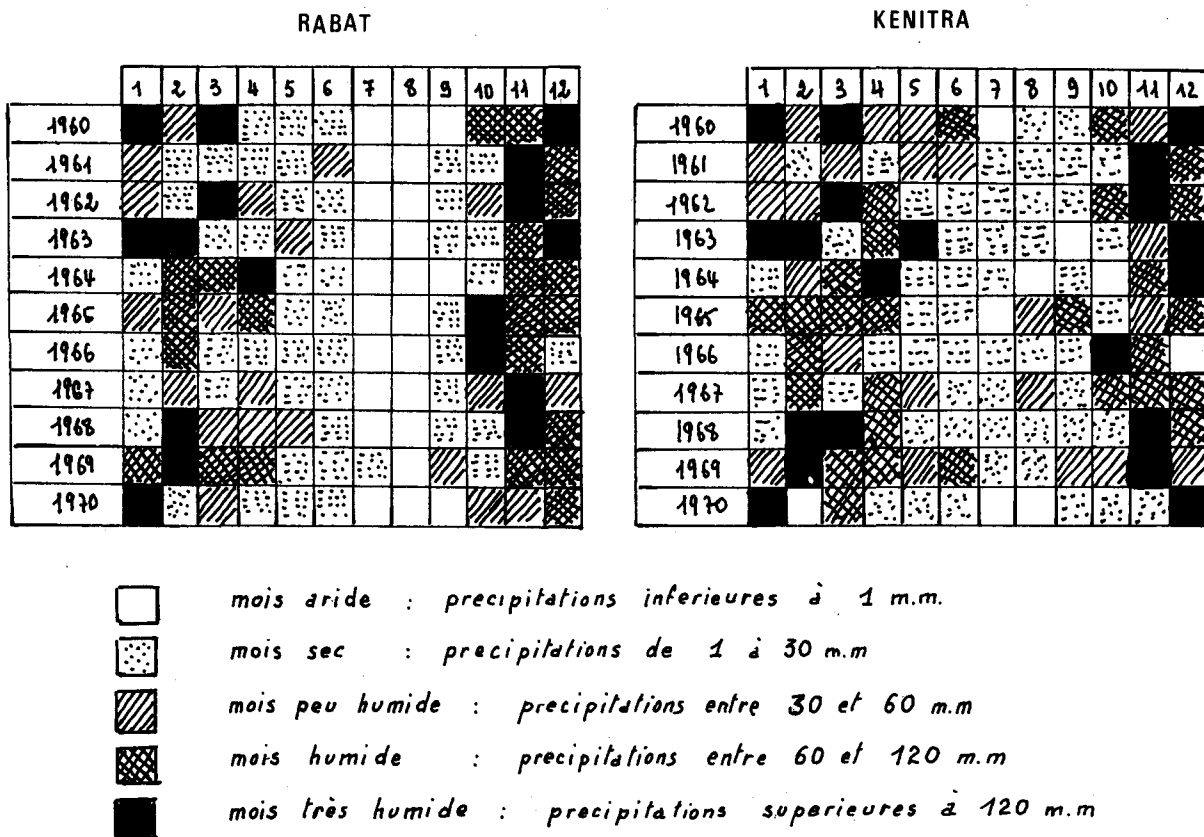 RABAT
KENITRA
1 2 3 4 5 6 7 8 9 10 11 12
1960
1961
1962
1963
1964
1965
1966
1967
1968
1969
1970
1 2 3 4 5 6 7 8 9 10 11 12
1960
1961
1962
1963
1964
1965
1966
1967
1968
1969
1970
mois aride : precipitations inferieures à 1 m.m.
mois sec : precipitations de 1 à 30 m.m
mois peu humide : precipitations entre 30 et 60 m.m
mois humide : precipitations entre 60 et 120 m.m
mois très humide : precipitations superieures à 120 m.m